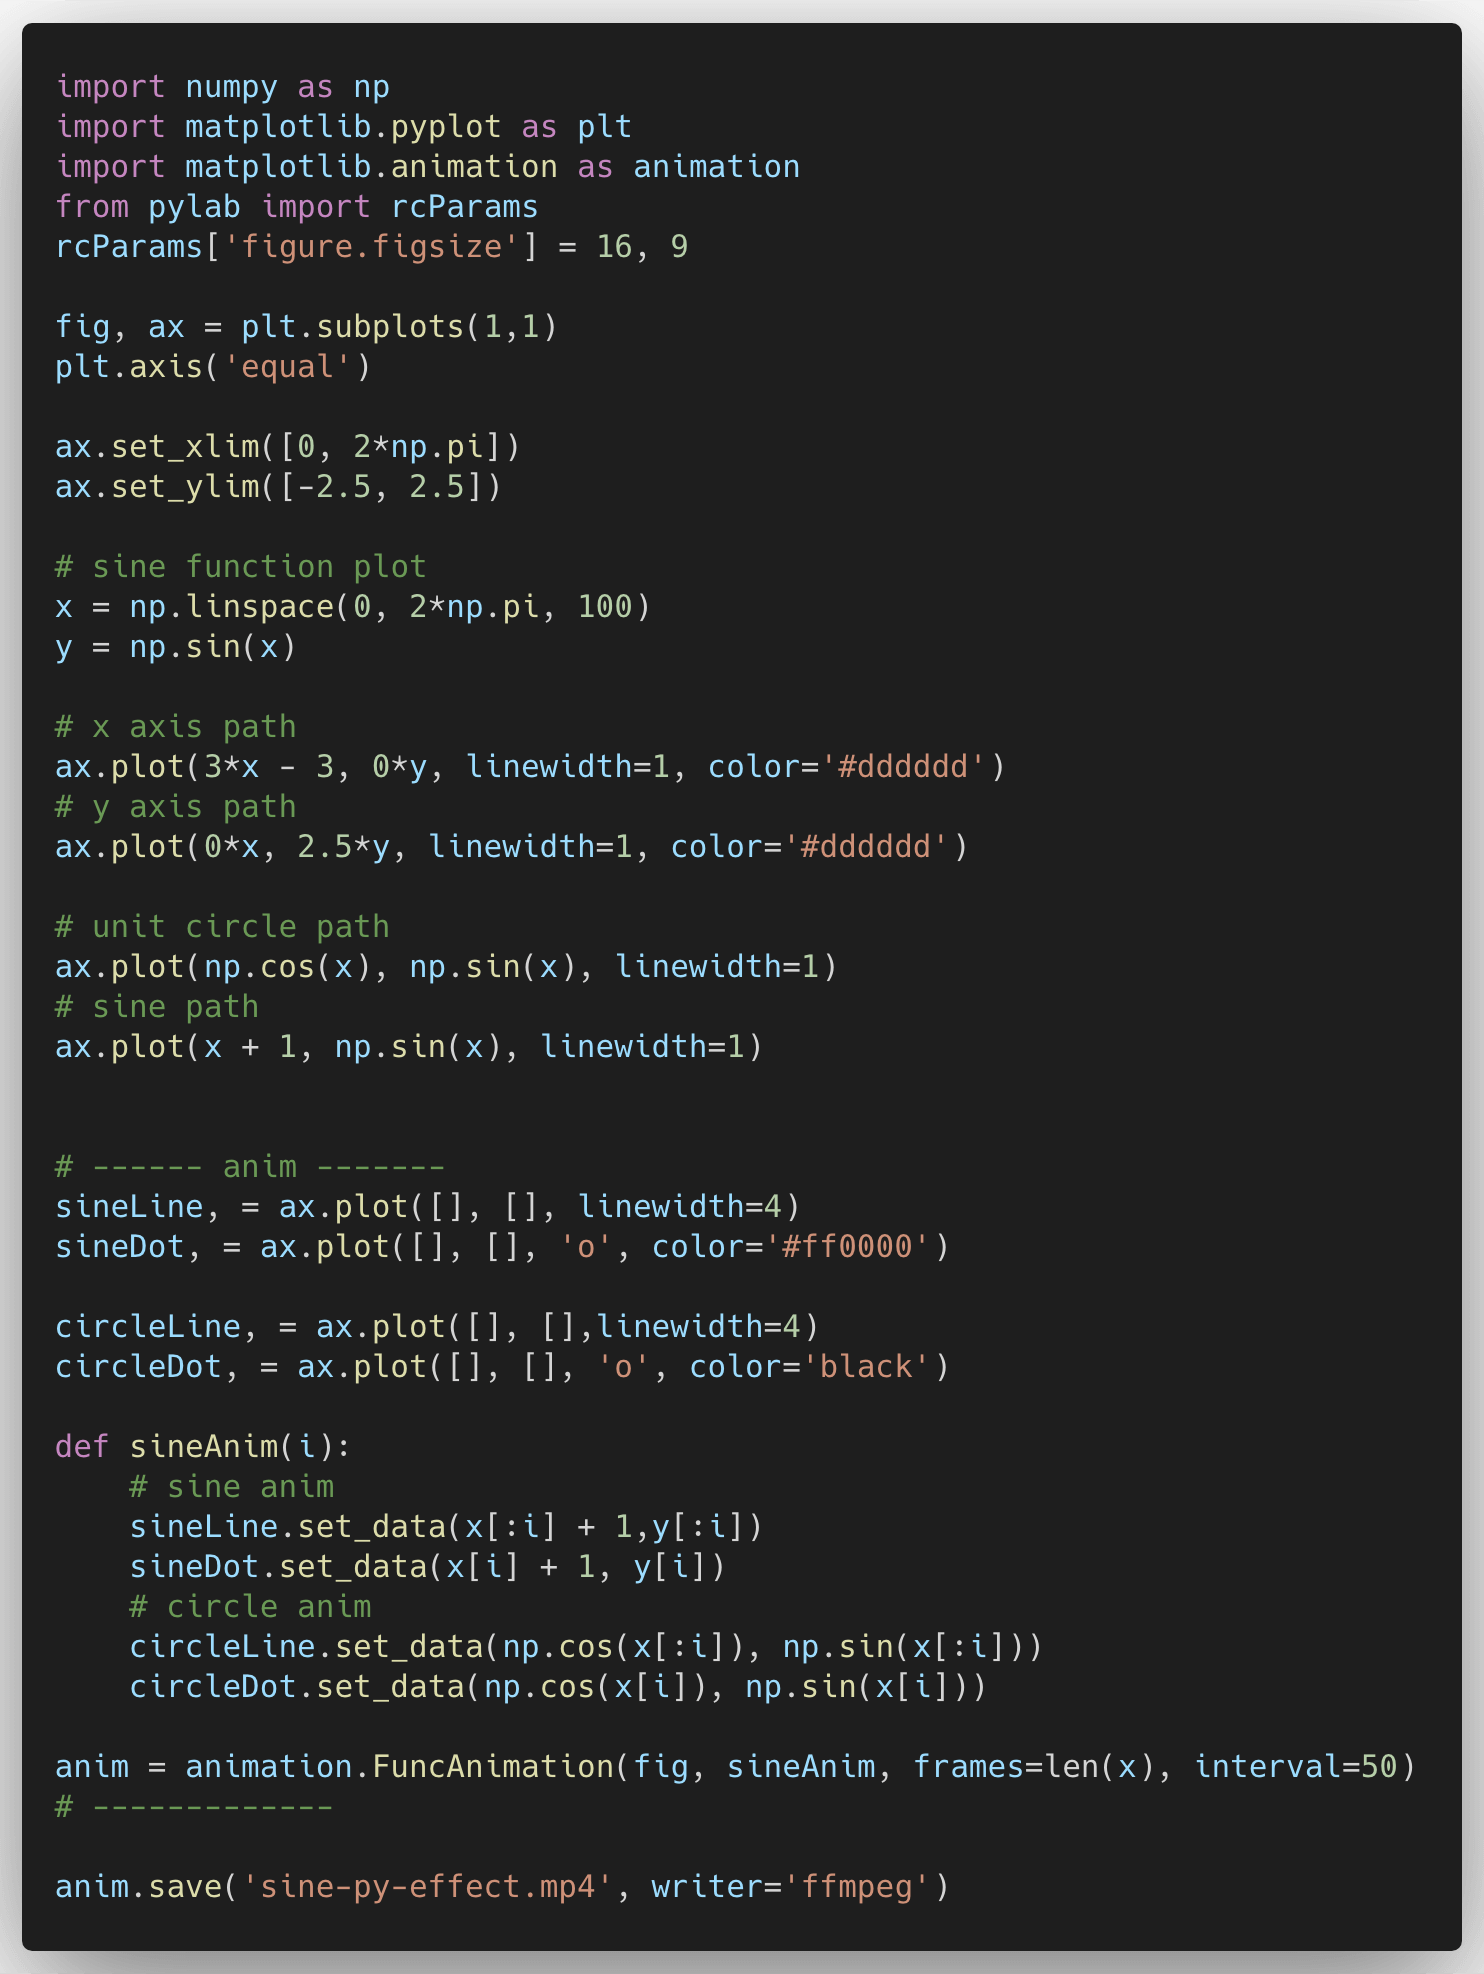 import numpy as np
import matplotlib.pyplot as plt
import matplotlib.animation as animation
from pylab import rcParams
rcParams['figure.figsize'] = 16, 9

fig, ax = plt.subplots(1,1)
plt.axis('equal')

ax.set_xlim([0, 2*np.pi])
ax.set_ylim([-2.5, 2.5])

# sine function plot
x = np.linspace(0, 2*np.pi, 100)
y = np.sin(x)

# x axis path
ax.plot(3*x - 3, 0*y, linewidth=1, color='#dddddd')
# y axis path
ax.plot(0*x, 2.5*y, linewidth=1, color='#dddddd')

# unit circle path
ax.plot(np.cos(x), np.sin(x), linewidth=1)
# sine path
ax.plot(x + 1, np.sin(x), linewidth=1)


# ------ anim -------
sineLine, = ax.plot([], [], linewidth=4)
sineDot, = ax.plot([], [], 'o', color='#ff0000')

circleLine, = ax.plot([], [],linewidth=4)
circleDot, = ax.plot([], [], 'o', color='black')

def sineAnim(i):
    # sine anim
    sineLine.set_data(x[:i] + 1,y[:i])
    sineDot.set_data(x[i] + 1, y[i])
    # circle anim
    circleLine.set_data(np.cos(x[:i]), np.sin(x[:i]))
    circleDot.set_data(np.cos(x[i]), np.sin(x[i]))

anim = animation.FuncAnimation(fig, sineAnim, frames=len(x), interval=50)
# -------------

anim.save('sine-py-effect.mp4', writer='ffmpeg')